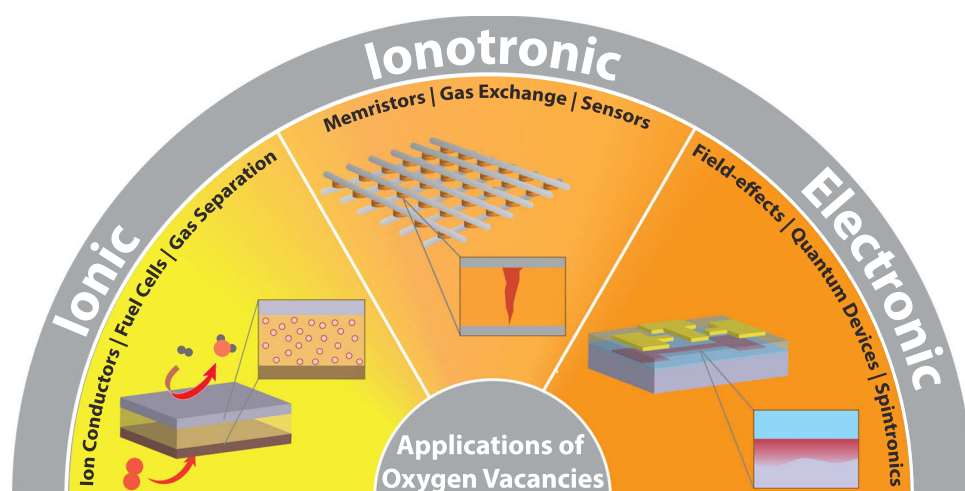 Ionic
Ionotronic
Electronic
Ion Conductors | Fuel Cells | Gas Separation
Memristors | Gas Exchange | Sensors
Field-effects | Quantum Devices | Spintronics
Applications of
Oxygen Vacancies